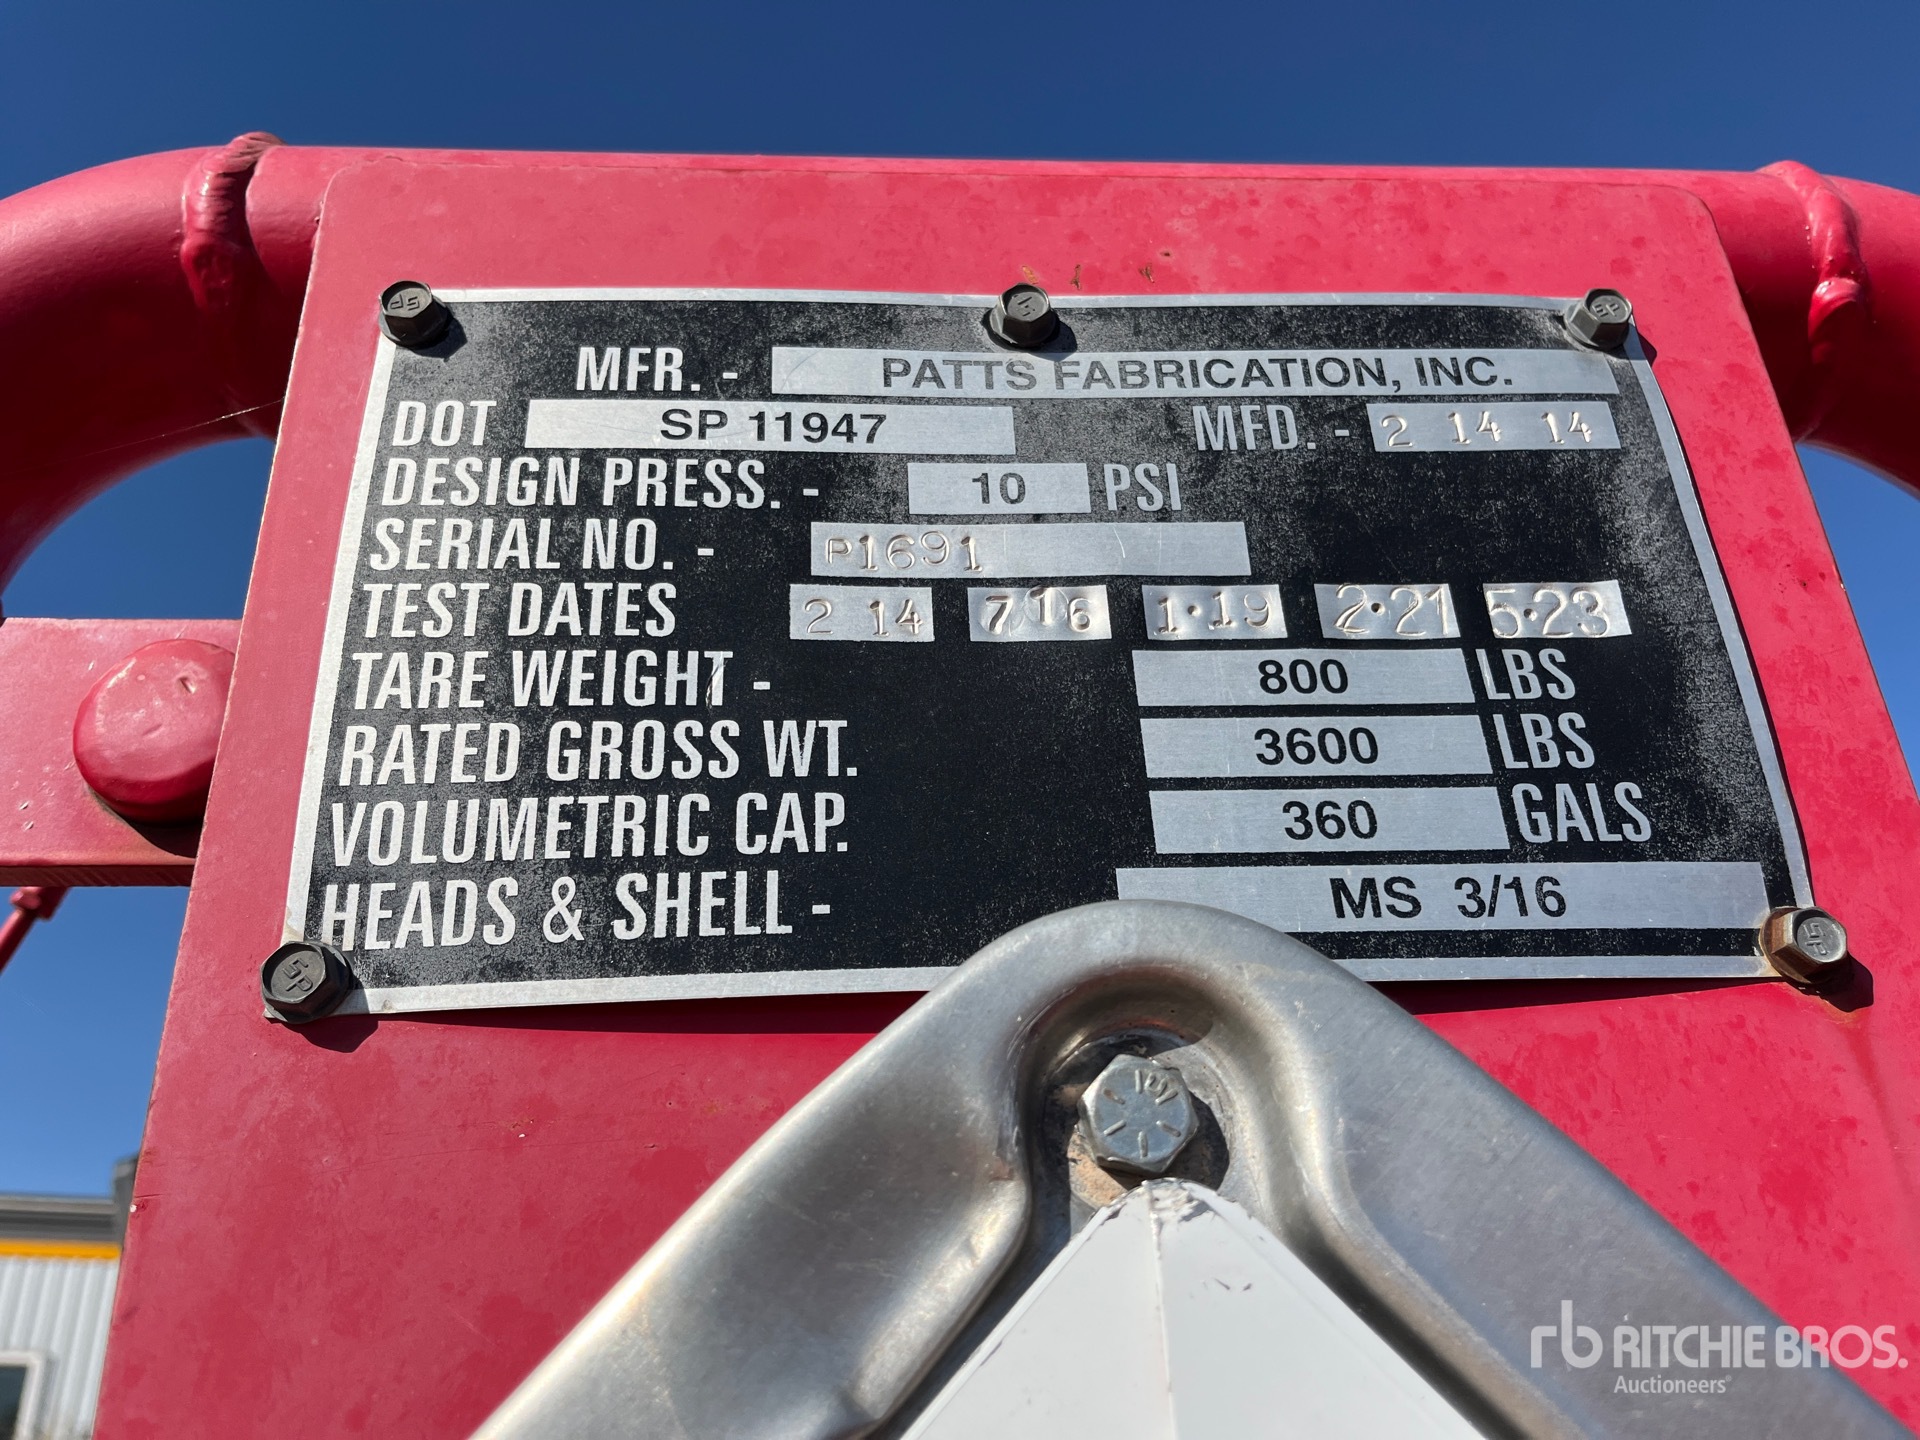 MFR. - PATTS FABRICATION, INC.
DOT SP 11947 MFD. - 2 14 14
DESIGN PRESS. - 10 PSI
SERIAL NO. - P1691
TEST DATES 2 14 7 16 1·19 2·21 5·23
TARE WEIGHT - 800 LBS
RATED GROSS WT. 3600 LBS
VOLUMETRIC CAP. 360 GALS
HEADS & SHELL - MS 3/16
rb RITCHIE BROS.
Auctioneers